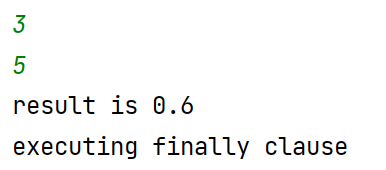 3
5
result is 0.6
executing finally clause